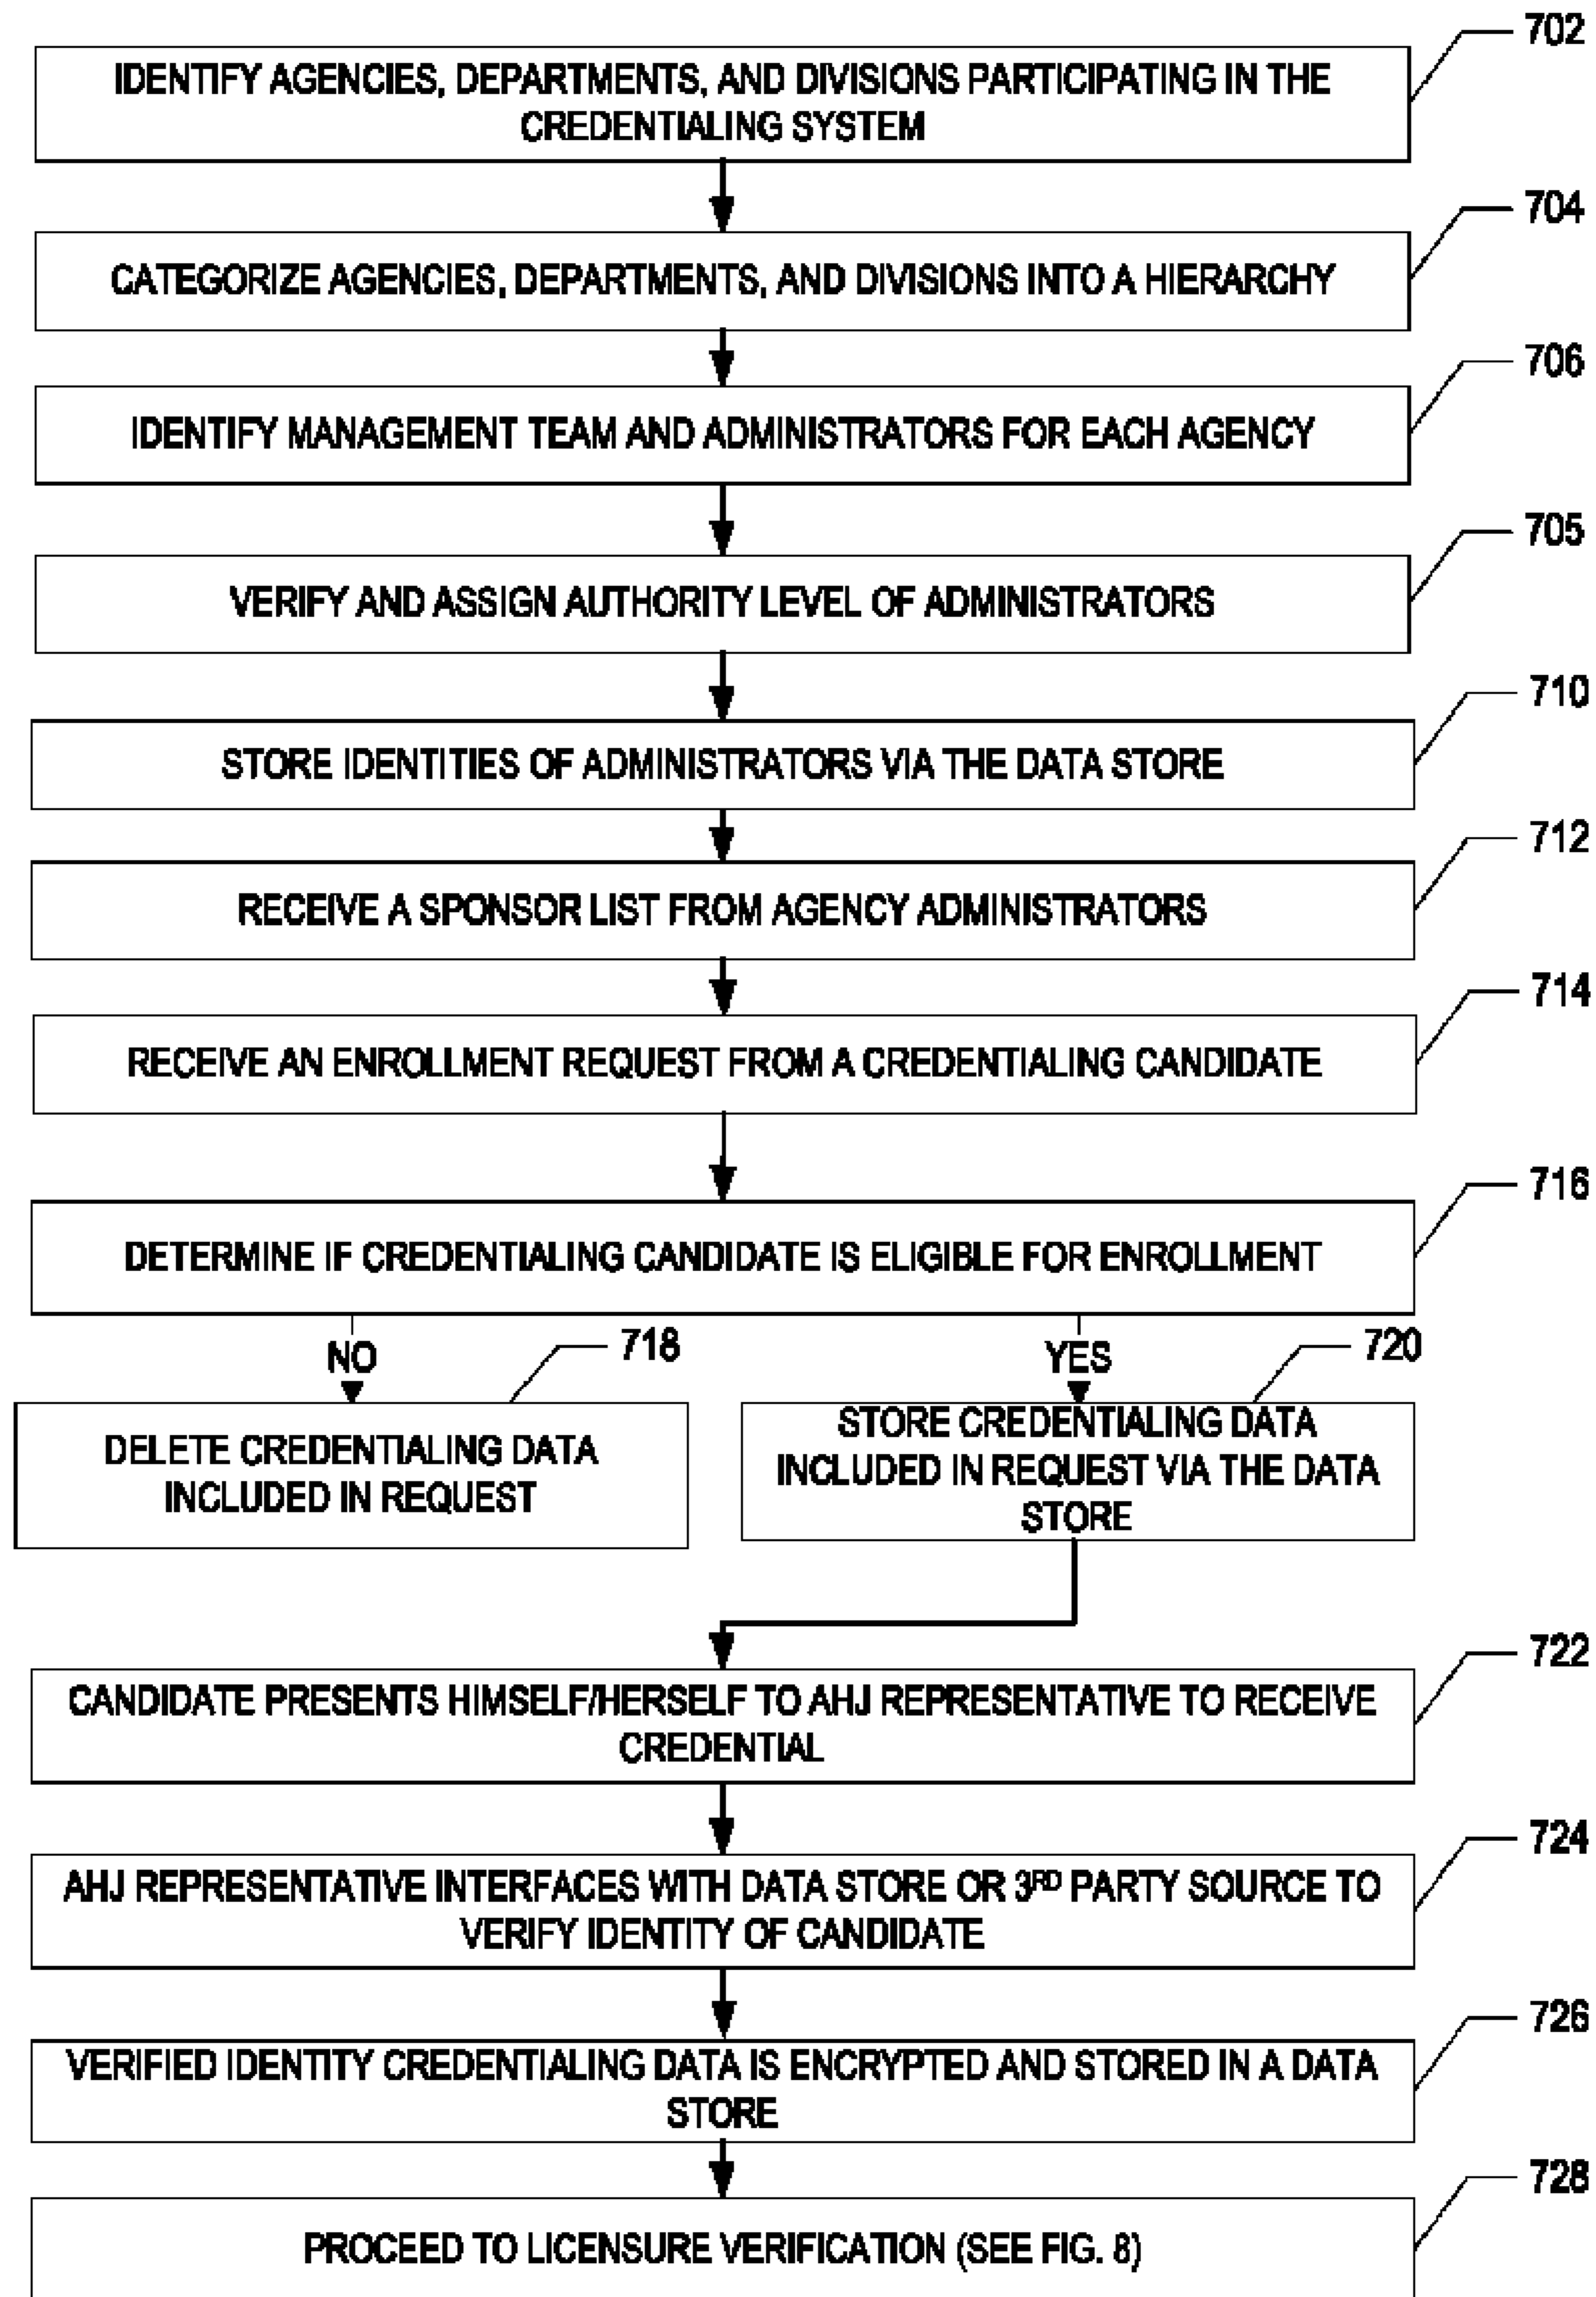 702
IDENTIFY AGENCIES, DEPARTMENTS, AND DIVISIONS PARTICIPATING IN THE
CREDENTIALING SYSTEM
704
CATEGORIZE AGENCIES, DEPARTMENTS, AND DIVISIONS INTO A HIERARCHY
706
IDENTIFY MANAGEMENT TEAM AND ADMINISTRATORS FOR EACH AGENCY
705
VERIFY AND ASSIGN AUTHORITY LEVEL OF ADMINISTRATORS
710
STORE IDENTITIES OF ADMINISTRATORS VIA THE DATA STORE
712
RECEIVE A SPONSOR LIST FROM AGENCY ADMINISTRATORS
714
RECEIVE AN ENROLLMENT REQUEST FROM A CREDENTIALING CANDIDATE
716
DETERMINE IF CREDENTIALING CANDIDATE IS ELIGIBLE FOR ENROLLMENT
NO
718
DELETE CREDENTIALING DATA
INCLUDED IN REQUEST
YES
720
STORE CREDENTIALING DATA
INCLUDED IN REQUEST VIA THE DATA
STORE
722
CANDIDATE PRESENTS HIMSELF/HERSELF TO AHJ REPRESENTATIVE TO RECEIVE
CREDENTIAL
724
AHJ REPRESENTATIVE INTERFACES WITH DATA STORE OR 3RD PARTY SOURCE TO
VERIFY IDENTITY OF CANDIDATE
726
VERIFIED IDENTITY CREDENTIALING DATA IS ENCRYPTED AND STORED IN A DATA
STORE
728
PROCEED TO LICENSURE VERIFICATION (SEE FIG. 8)